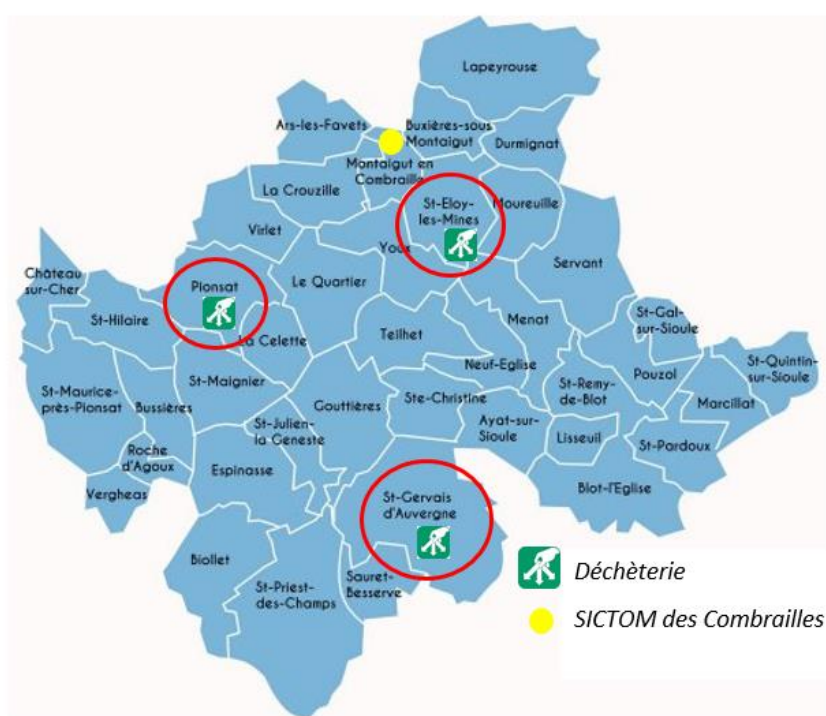 Lapeyrouse
Ars-les-Favets
Buxières-sous
Montaigut
Durmignat
Montaigut en
Combraille
La Crouzille
St-Eloy-
les-Mines
Moureuille
Virlet
Youx
Servant
Château
sur-Cher
Pionsat
Le Quartier
St-Hilaire
La Celette
Teilhet
Menat
St-Gal-
sur-Sioule
Neuf-Eglise
St-Quintin-
sur-Sioule
St-Maurice-
près-Pionsat
Bussières
St-Maignier
Gouttières
Ste-Christine
St-Remy-
de-Blot
Pouzol
Marcillat
St-Julien-
la Geneste
Ayat-sur-
Sioule
Lisseuil
St-Pardoux
Roche
d'Agoux
Espinasse
Vergheas
Blot-l'Eglise
St-Gervais
d'Auvergne
Biollet
St-Priest-
des-Champs
Sauret-
Besserve
Déchèterie
SICTOM des Combrailles